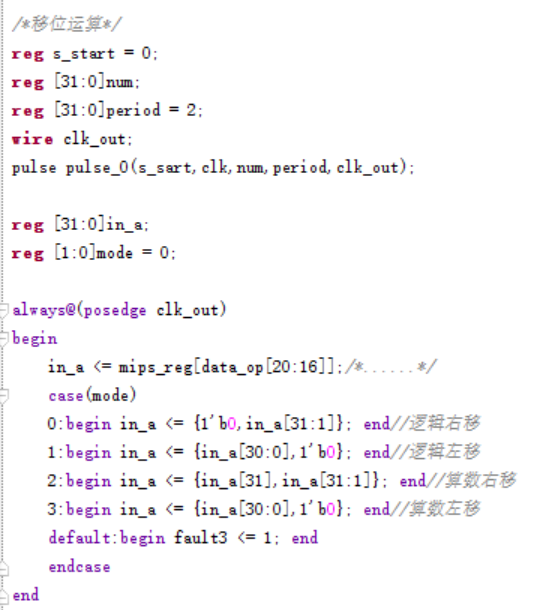 /*移位运算*/
reg s_start = 0;
reg [31:0]num;
reg [31:0]period = 2;
wire clk_out;
pulse pulse_0(s_sart,clk,num,period,clk_out);
reg [31:0]in_a;
reg [1:0]mode = 0;
always@(posedge clk_out)
begin
in_a <= mips_reg[data_op[20:16]];/*......*/
case(mode)
0:begin in_a <= {1'b0,in_a[31:1]}; end//逻辑右移
1:begin in_a <= {in_a[30:0],1'b0}; end//逻辑左移
2:begin in_a <= {in_a[31],in_a[31:1]}; end//算数右移
3:begin in_a <= {in_a[30:0],1'b0}; end//算数左移
default:begin fault3 <= 1; end
endcase
end